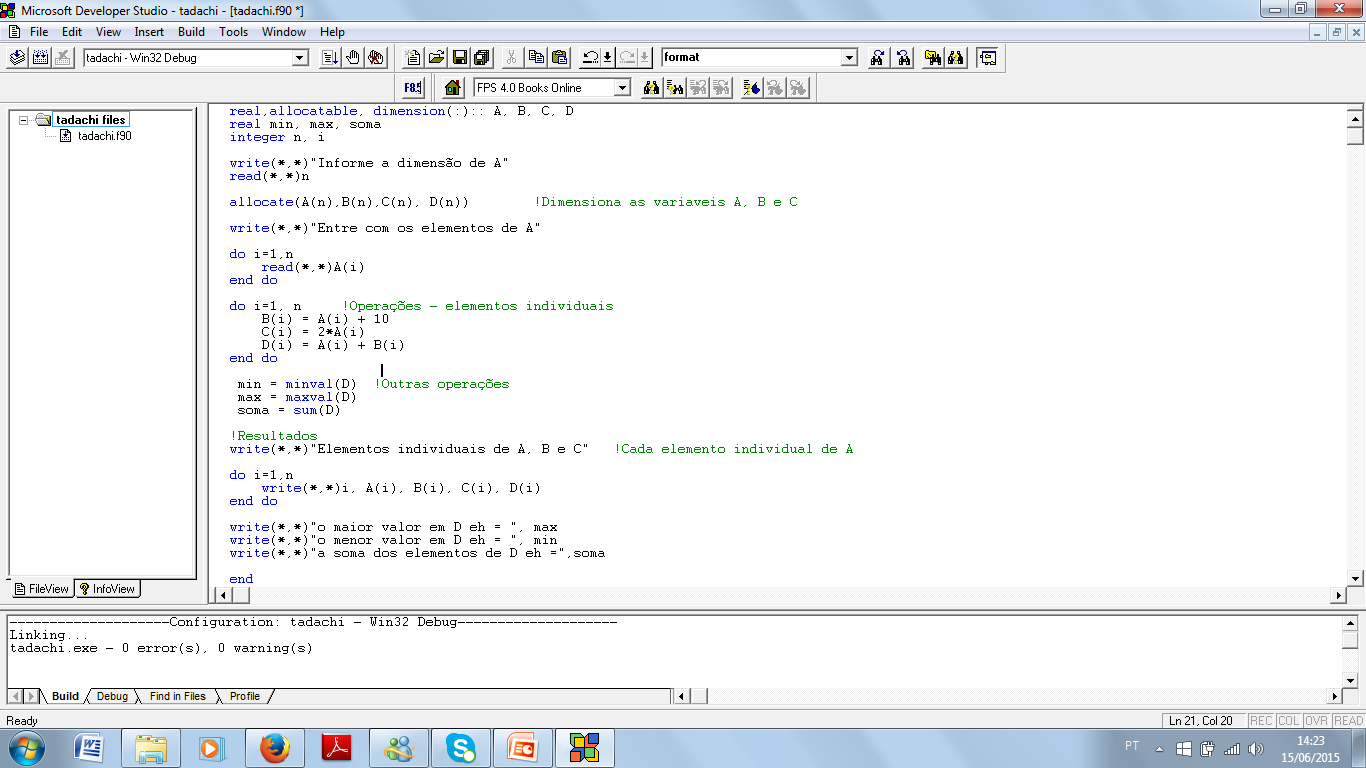 Microsoft Developer Studio - tadachi - [tadachi.f90 *]
File Edit View Insert Build Tools Window Help
tadachi - Win32 Debug
format
F8.5
FPS 4.0 Books Online
tadachi files
tadachi.f90
real,allocatable, dimension(:):: A, B, C, D
real min, max, soma
integer n, i
write(*,*)"Informe a dimensão de A"
read(*,*)n
allocate(A(n),B(n),C(n), D(n)) !Dimensiona as variaveis A, B e C
write(*,*)"Entre com os elementos de A"
do i=1,n
read(*,*)A(i)
end do
do i=1, n !Operações - elementos individuais
B(i) = A(i) + 10
C(i) = 2*A(i)
D(i) = A(i) + B(i)
end do
min = minval(D) !Outras operações
max = maxval(D)
soma = sum(D)
!Resultados
write(*,*)"Elementos individuais de A, B e C" !Cada elemento individual de A
do i=1,n
write(*,*)i, A(i), B(i), C(i), D(i)
end do
write(*,*)"o maior valor em D eh = ", max
write(*,*)"o menor valor em D eh = ", min
write(*,*)"a soma dos elementos de D eh =",soma
end
FileView InfoView
--------------------Configuration: tadachi - Win32 Debug--------------------
Linking...
tadachi.exe - 0 error(s), 0 warning(s)
Build Debug Find in Files Profile
Ready
Ln 21, Col 20 REC COL OVR READ
PT
14:23
15/06/2015